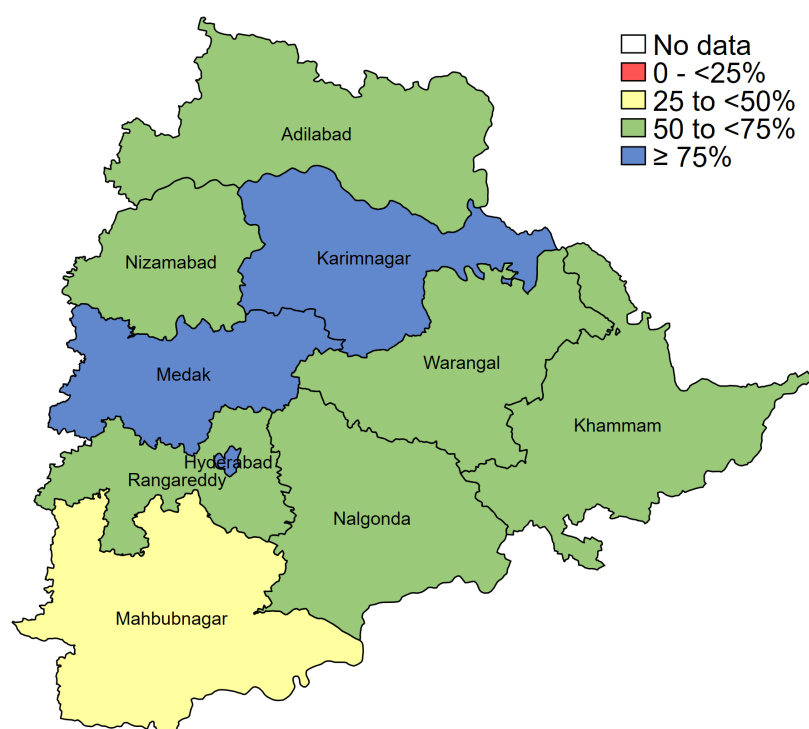 No data
0 - <25%
25 to <50%
50 to <75%
≥ 75%
Adilabad
Nizamabad
Karimnagar
Medak
Warangal
Khammam
Hyderabad
Rangareddy
Nalgonda
Mahbubnagar